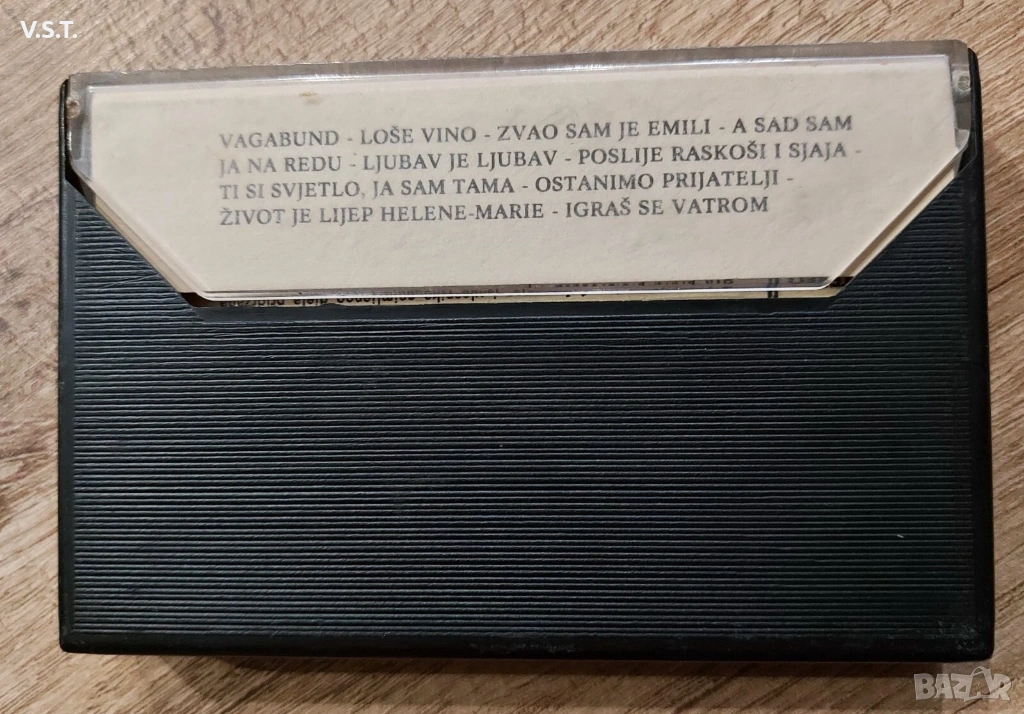 V.S.T.
VAGABUND - LOŠE VINO - ZVAO SAM JE EMILI - A SAD SAM
JA NA REDU - LJUBAV JE LJUBAV - POSLIJE RASKOŠI I SJAJA -
TI SI SVJETLO, JA SAM TAMA - OSTANIMO PRIJATELJI -
ŽIVOT JE LIJEP HELENE-MARIE - IGRAŠ SE VATROM
BAZAR